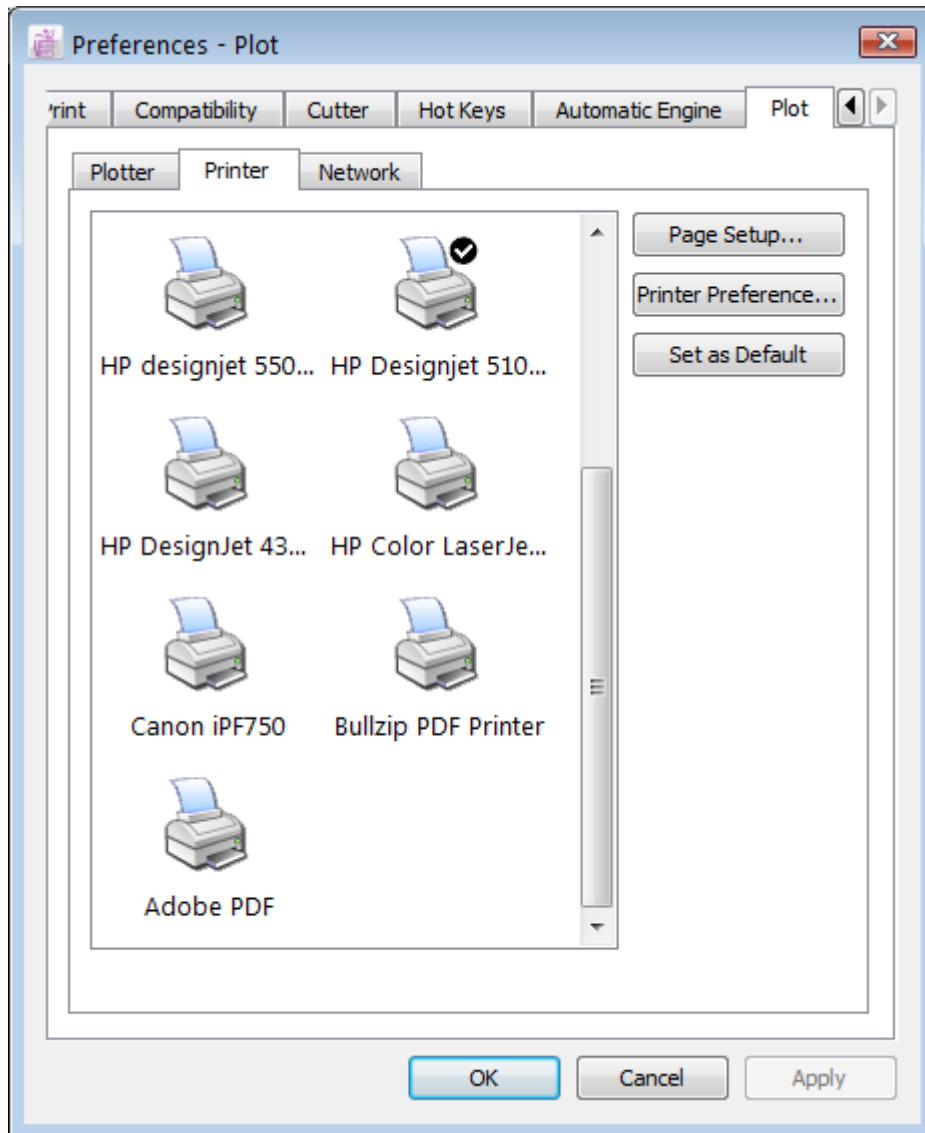 Preferences - Plot
Print Compatibility Cutter Hot Keys Automatic Engine Plot
Plotter Printer Network
Page Setup...
Printer Preference...
Set as Default
HP designjet 550... HP Designjet 510...
HP DesignJet 43... HP Color LaserJe...
Canon iPF750 Bullzip PDF Printer
Adobe PDF
OK Cancel Apply